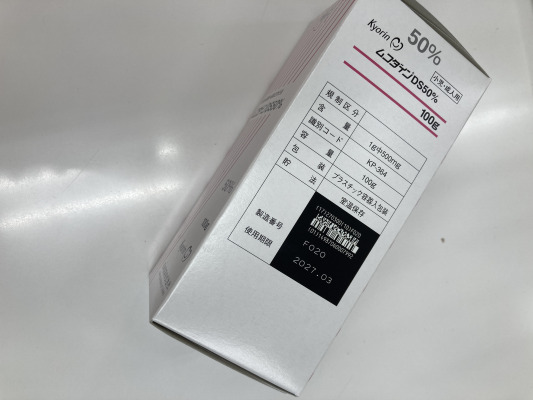 Kyorin
50%
ムコダインDS50%
小児・成人用
100g
規制区分
含量 1g中500mg
識別コード KP-364
容量 100g
包装 プラスチック容器入包装
貯法 室温保存
製造番号 F020
使用期限 2027.03